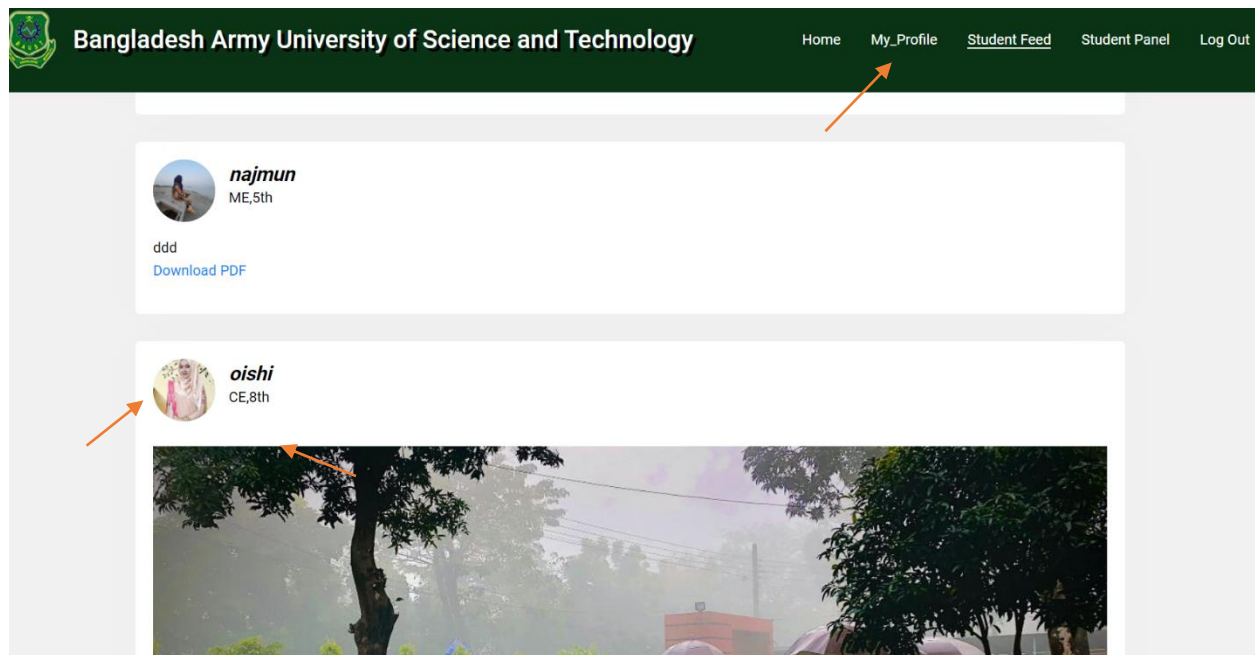 Bangladesh Army University of Science and Technology
Home My_Profile Student Feed Student Panel Log Out
najmun
ME,5th
ddd
Download PDF
oishi
CE,8th